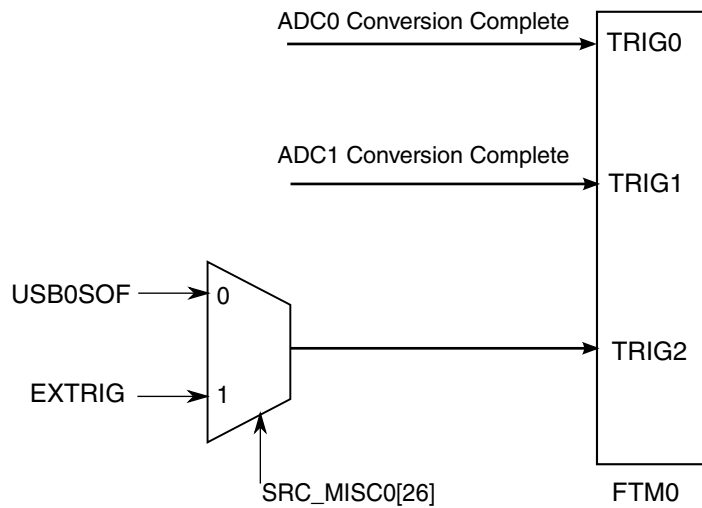 ADC0 Conversion Complete
TRIG0
ADC1 Conversion Complete
TRIG1
USB0SOF
0
TRIG2
EXTRIG
1
SRC_MISC0[26]
FTM0